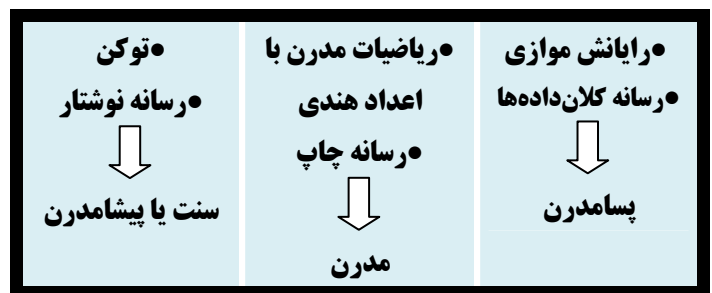 ●رایانش موازی
●رسانه کلان‌داده‌ها
پسامدرن
●ریاضیات مدرن با
اعداد هندی
●رسانه چاپ
مدرن
●توکن
●رسانه نوشتار
سنت یا پیشامدرن